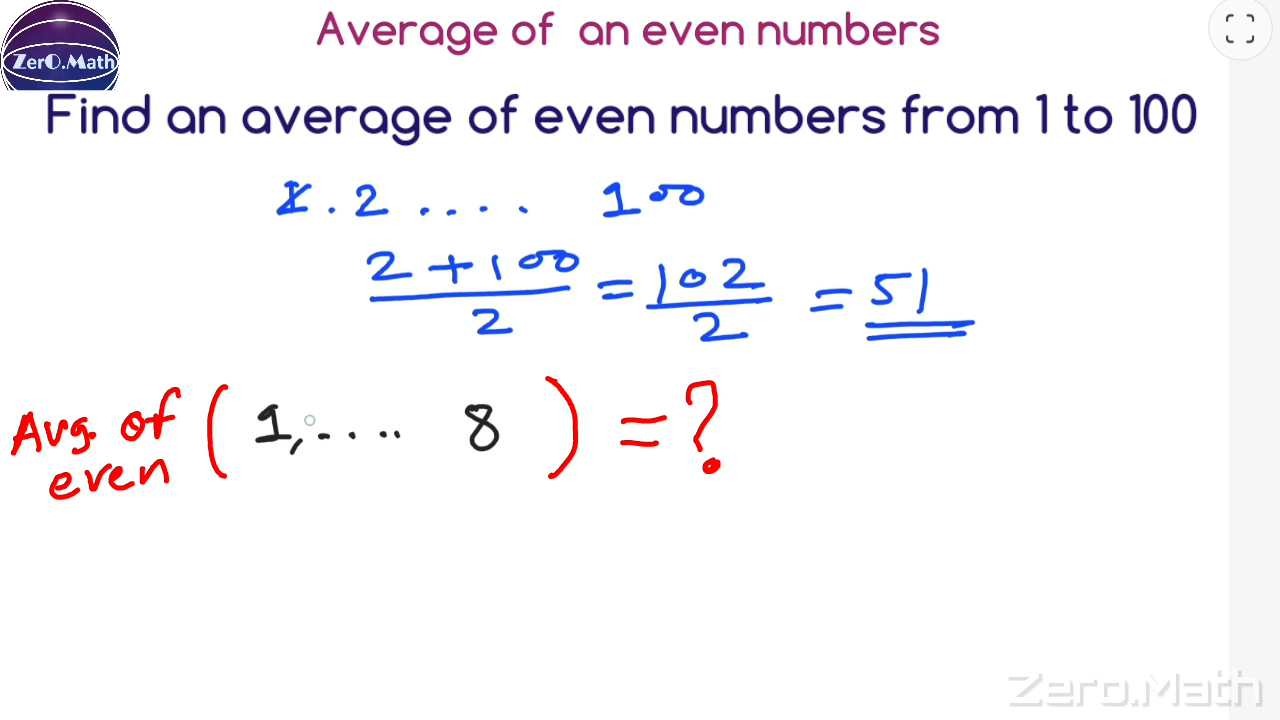 ZerO.Math
Average of an even numbers
Find an average of even numbers from 1 to 100
1. 2 .... 100
2 + 100 / 2 = 102 / 2 = 51
Avg. of even ( 1, .... 8 ) = ?
Zero.Math